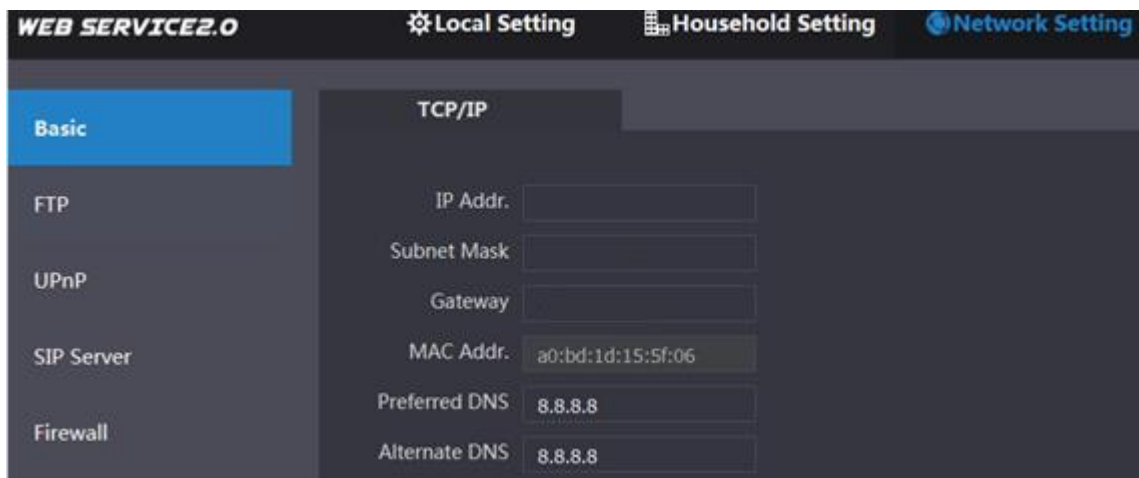 WEB SERVICE2.0 Local Setting Household Setting Network Setting
Basic
FTP
UPnP
SIP Server
Firewall
TCP/IP
IP Addr.
Subnet Mask
Gateway
MAC Addr. a0:bd:1d:15:5f:06
Preferred DNS 8.8.8.8
Alternate DNS 8.8.8.8